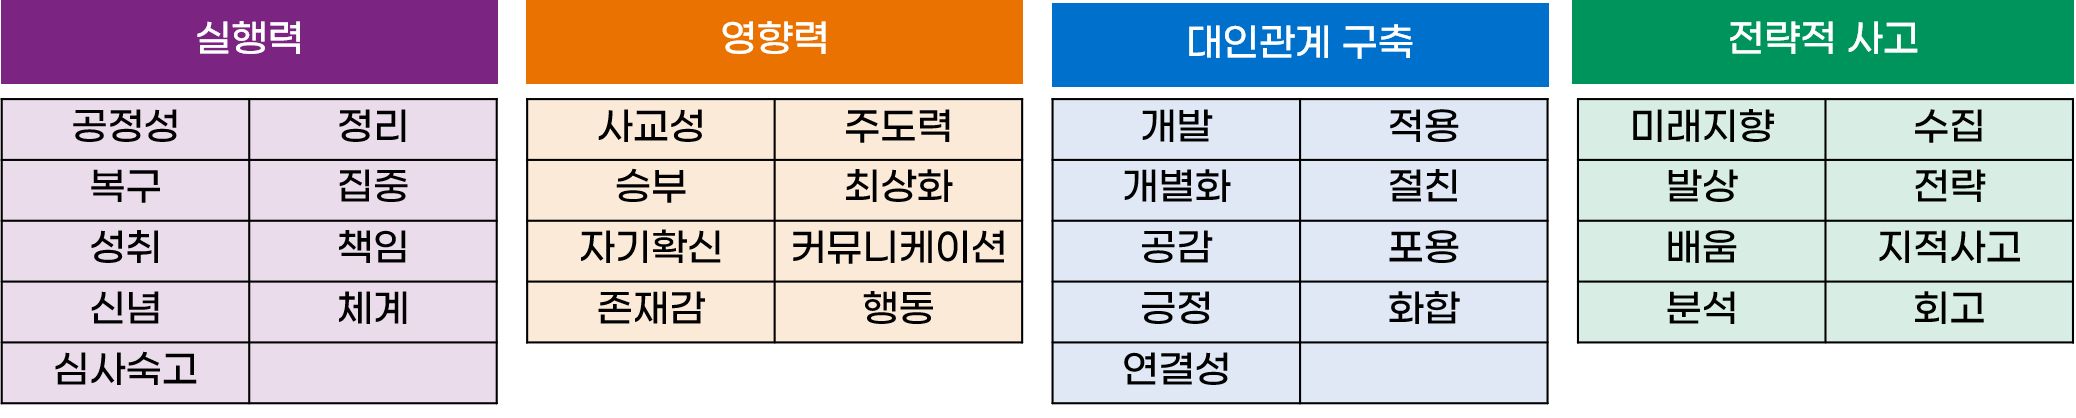 실행력
공정성 정리
복구 집중
성취 책임
신념 체계
심사숙고
영향력
사교성 주도력
승부 최상화
자기확신 커뮤니케이션
존재감 행동
대인관계 구축
개발 적용
개별화 절친
공감 포용
긍정 화합
연결성
전략적 사고
미래지향 수집
발상 전략
배움 지적사고
분석 회고